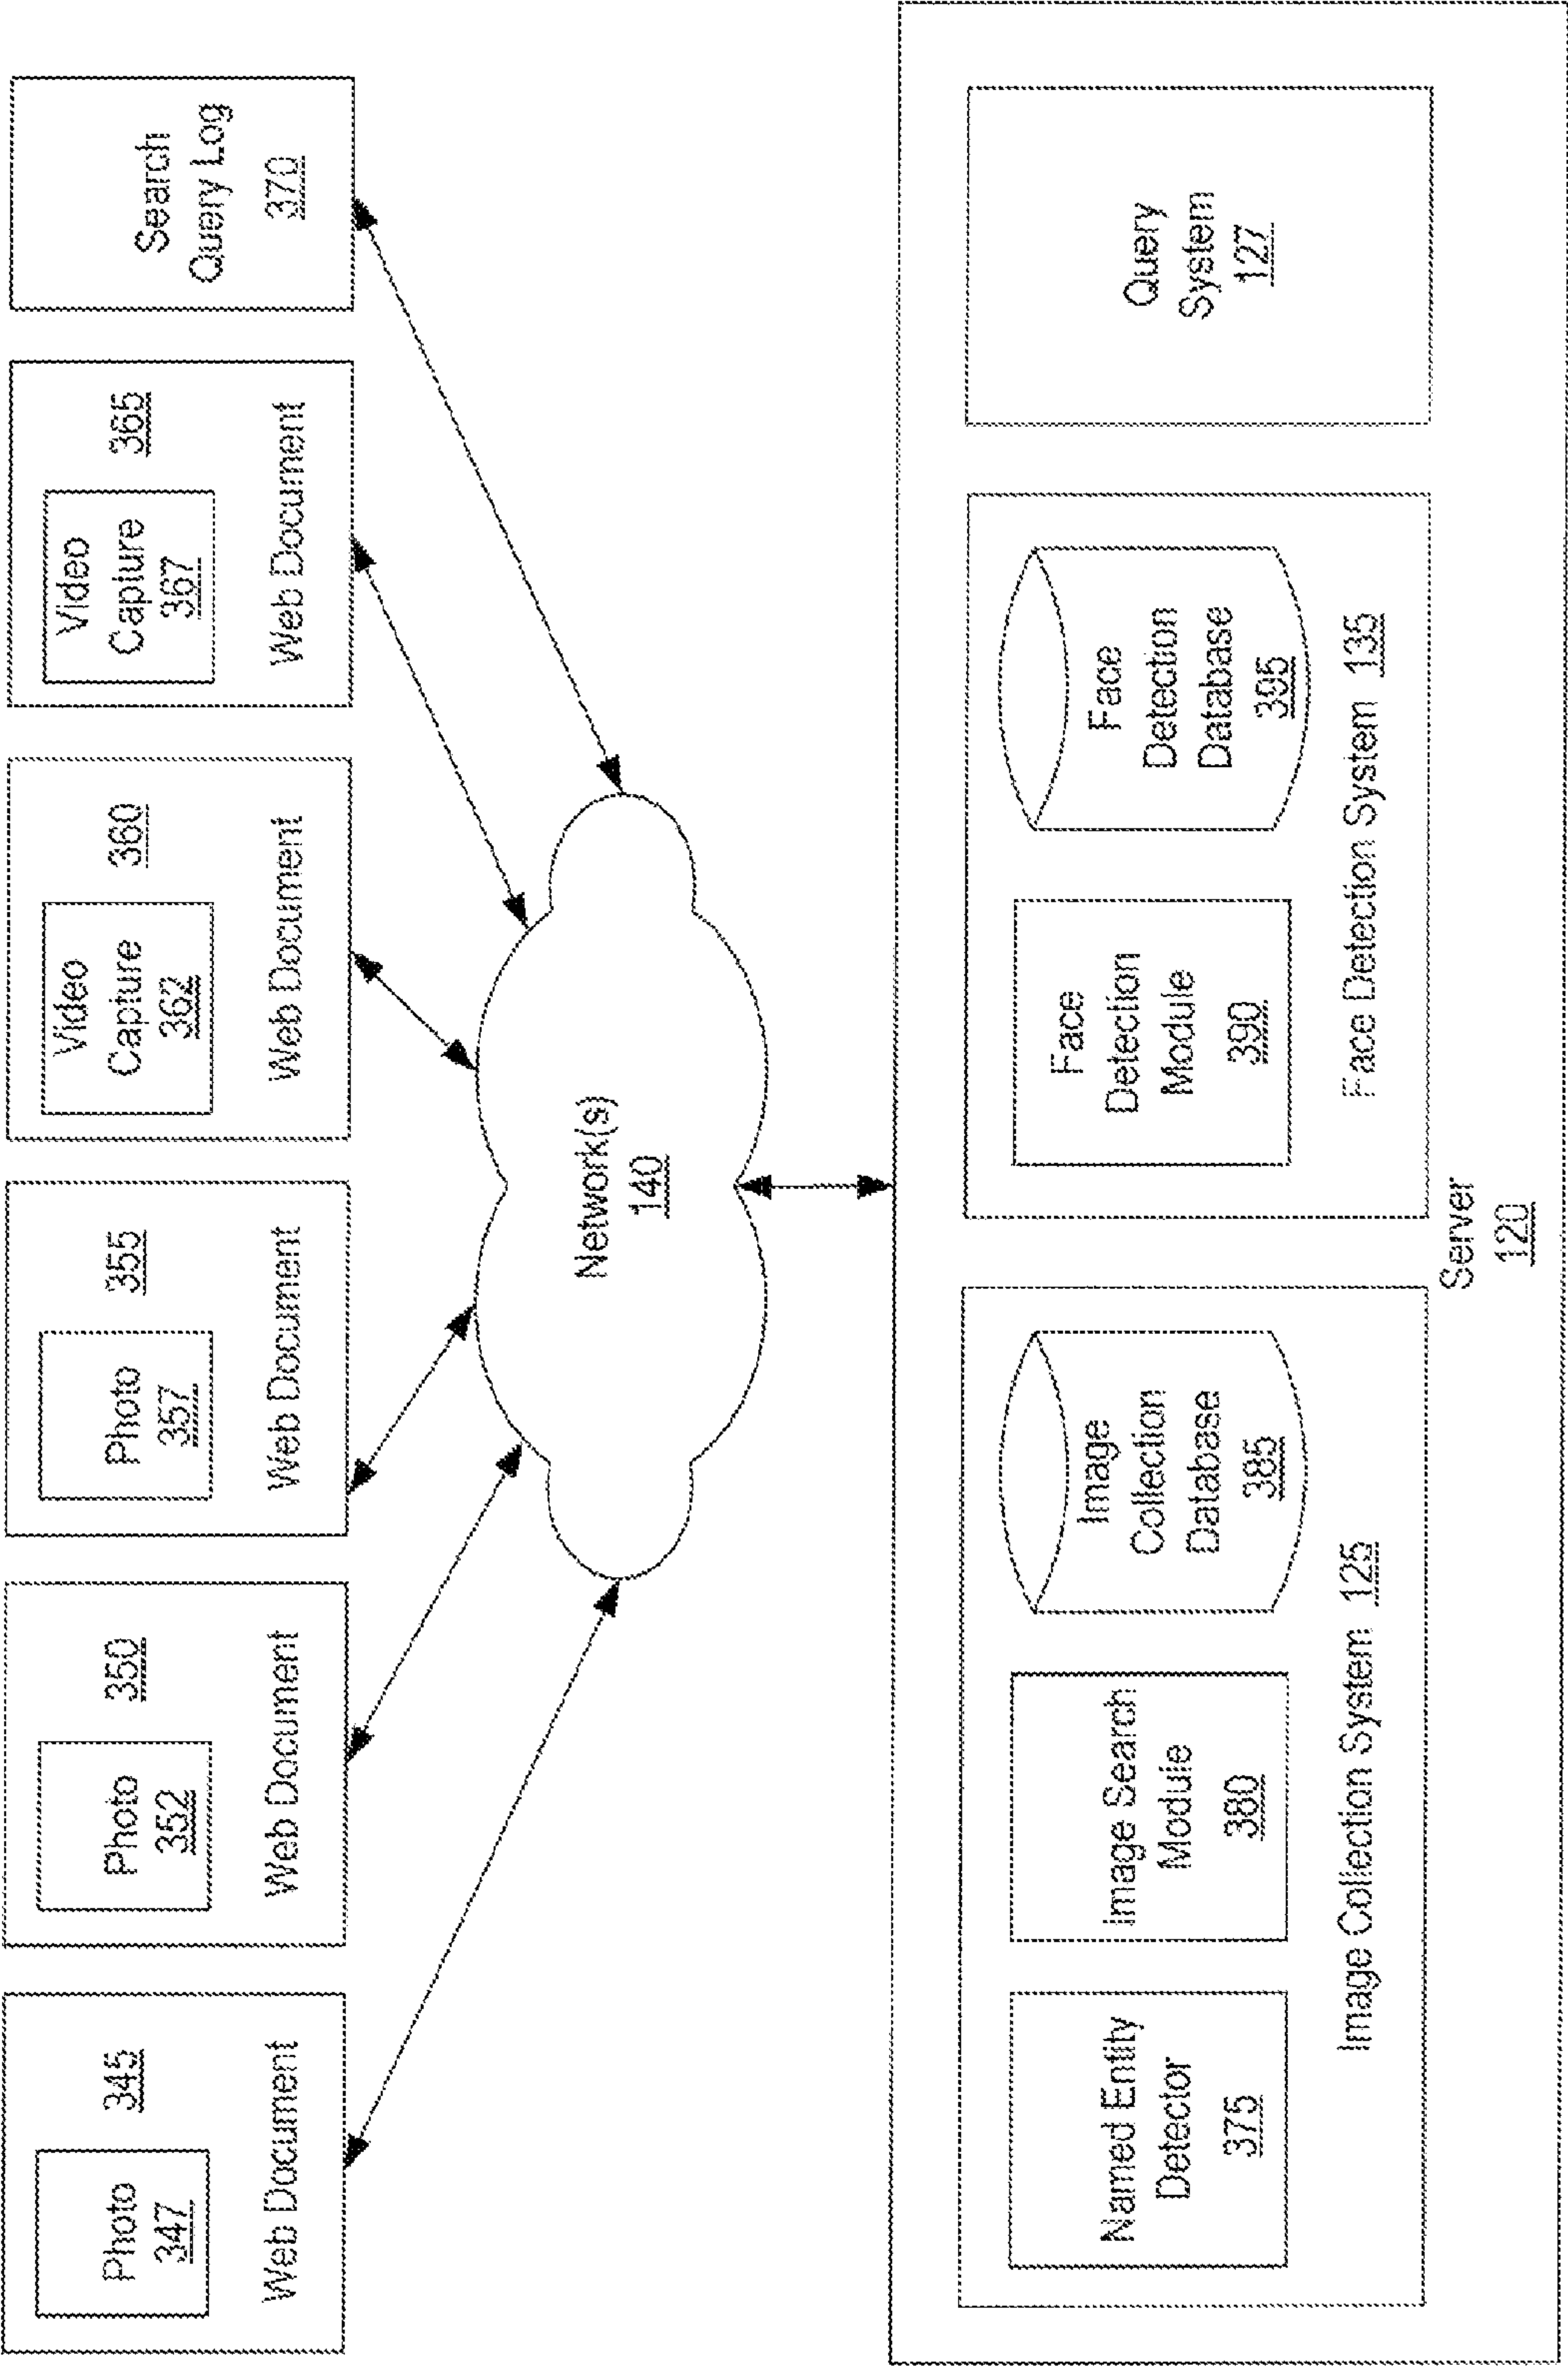 Photo
347
345
Web Document
Photo
352
350
Web Document
Photo
357
355
Web Document
Video
Capture
362
360
Web Document
Video
Capture
367
365
Web Document
Search
Query Log
370
Network(s)
140
Named Entity
Detector
375
Image Search
Module
380
Image
Collection
Database
385
Image Collection System 125
Face
Detection
Module
390
Face
Detection
Database
395
Face Detection System 135
Query
System
127
Server
120